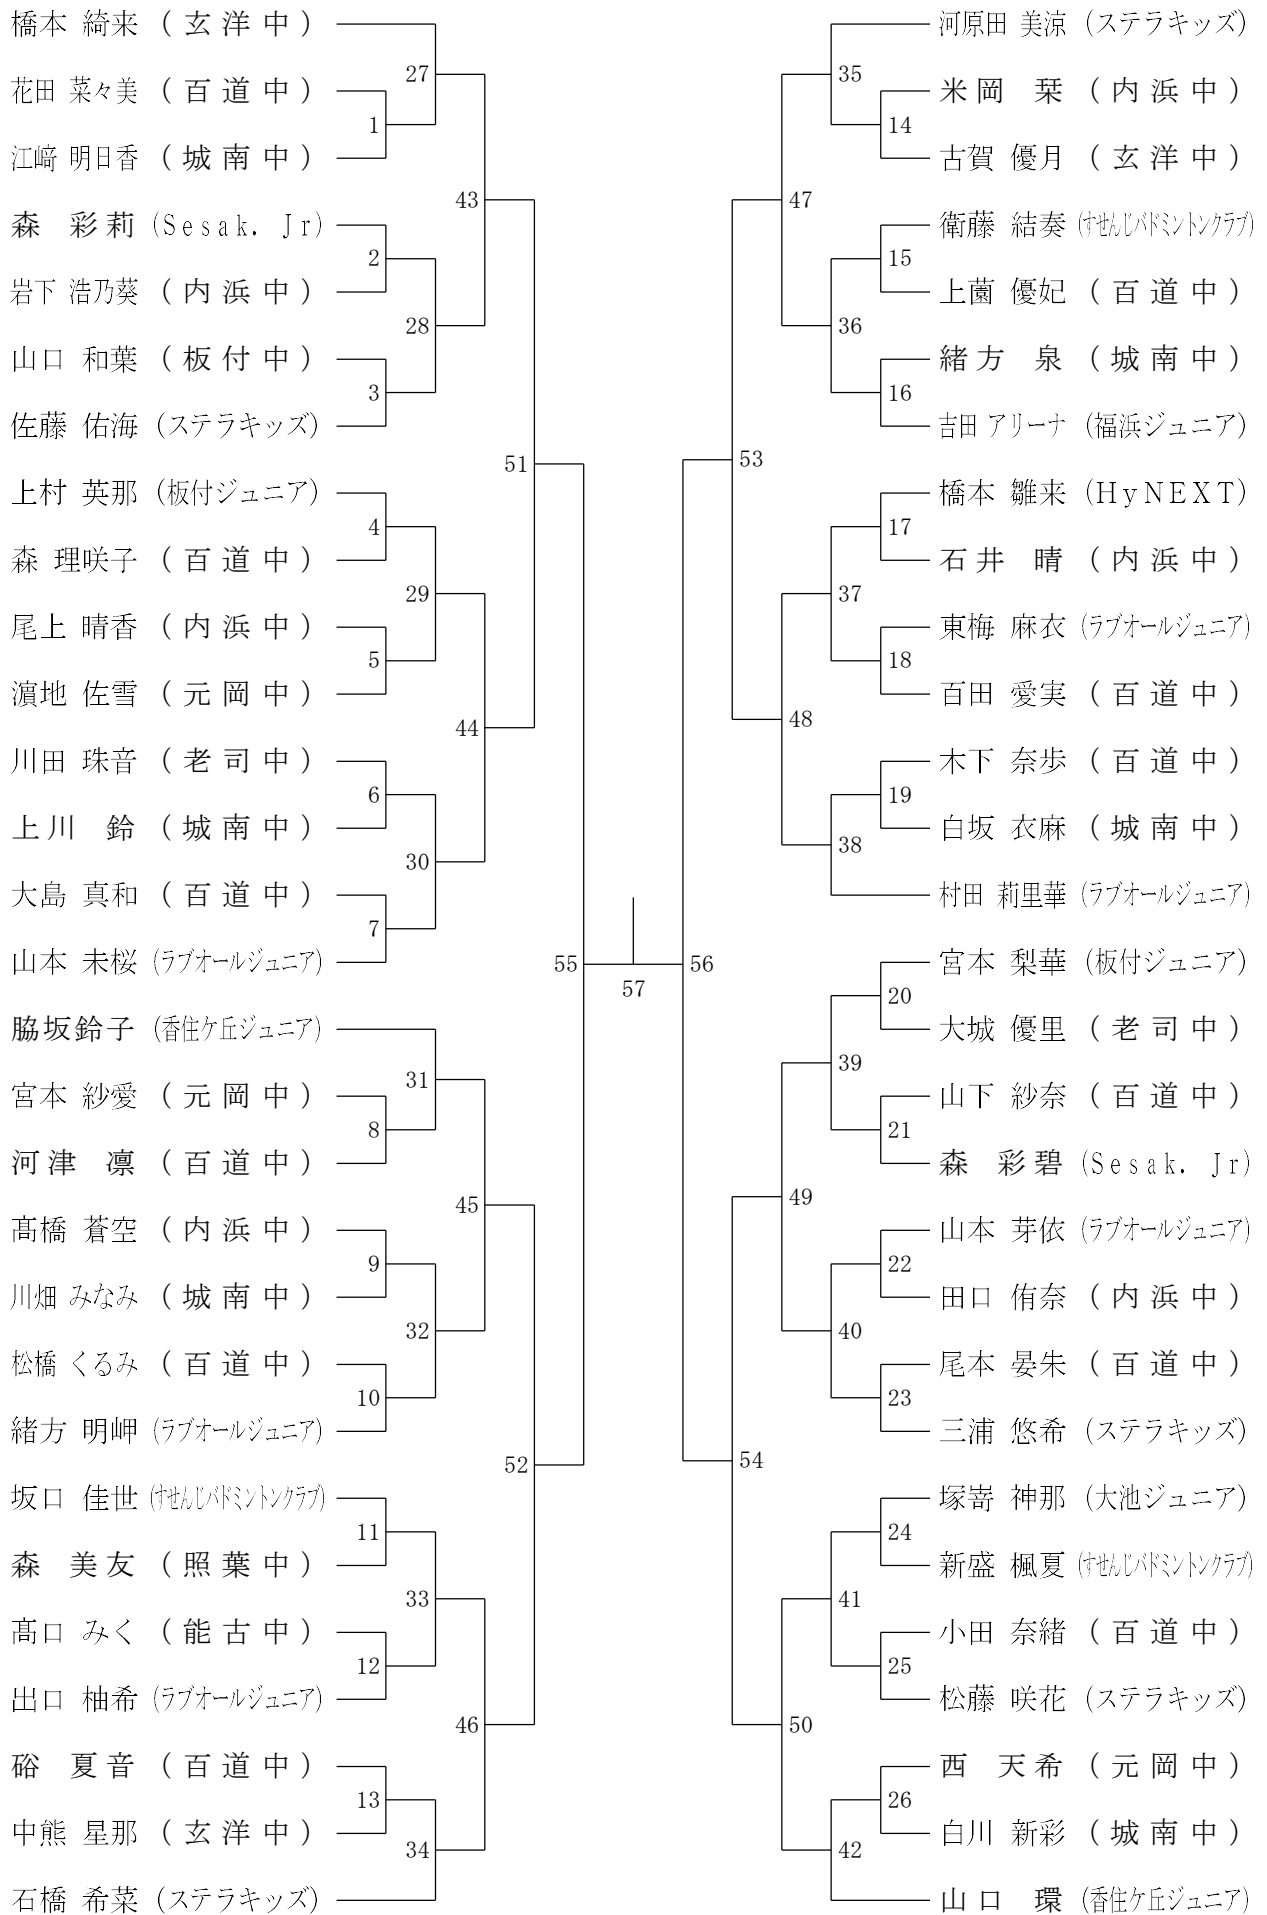 橋本 綺来 (玄洋中)
27
花田 菜々美 (百道中)
1
江﨑 明日香 (城南中)
43
森 彩莉 (Sesak. Jr)
2
岩下 浩乃葵 (内浜中)
28
山口 和葉 (板付中)
3
佐藤 佑海 (ステラキッズ)
51
上村 英那 (板付ジュニア)
4
森 理咲子 (百道中)
29
尾上 晴香 (内浜中)
5
濵地 佐雪 (元岡中)
44
川田 珠音 (老司中)
6
上川 鈴 (城南中)
30
大島 真和 (百道中)
7
山本 未桜 (ラブオールジュニア)
55
57
脇坂鈴子 (香住ケ丘ジュニア)
31
宮本 紗愛 (元岡中)
8
河津 凛 (百道中)
45
髙橋 蒼空 (内浜中)
9
川畑 みなみ (城南中)
32
松橋 くるみ (百道中)
10
緒方 明岬 (ラブオールジュニア)
52
坂口 佳世 (すせんじバドミントンクラブ)
11
森 美友 (照葉中)
33
髙口 みく (能古中)
12
出口 柚希 (ラブオールジュニア)
46
硲 夏音 (百道中)
13
中熊 星那 (玄洋中)
34
石橋 希菜 (ステラキッズ)
河原田 美涼 (ステラキッズ)
35
米岡 栞 (内浜中)
14
古賀 優月 (玄洋中)
47
衛藤 結奏 (すせんじバドミントンクラブ)
15
上薗 優妃 (百道中)
36
緒方 泉 (城南中)
16
吉田 アリーナ (福浜ジュニア)
53
橋本 雛来 (HyNEXT)
17
石井 晴 (内浜中)
37
東梅 麻衣 (ラブオールジュニア)
18
百田 愛実 (百道中)
48
木下 奈歩 (百道中)
19
白坂 衣麻 (城南中)
38
村田 莉里華 (ラブオールジュニア)
56
宮本 梨華 (板付ジュニア)
20
大城 優里 (老司中)
39
山下 紗奈 (百道中)
21
森 彩碧 (Sesak. Jr)
49
山本 芽依 (ラブオールジュニア)
22
田口 侑奈 (内浜中)
40
尾本 晏朱 (百道中)
23
三浦 悠希 (ステラキッズ)
54
塚嵜 神那 (大池ジュニア)
24
新盛 楓夏 (すせんじバドミントンクラブ)
41
小田 奈緒 (百道中)
25
松藤 咲花 (ステラキッズ)
50
西 天希 (元岡中)
26
白川 新彩 (城南中)
42
山口 環 (香住ケ丘ジュニア)